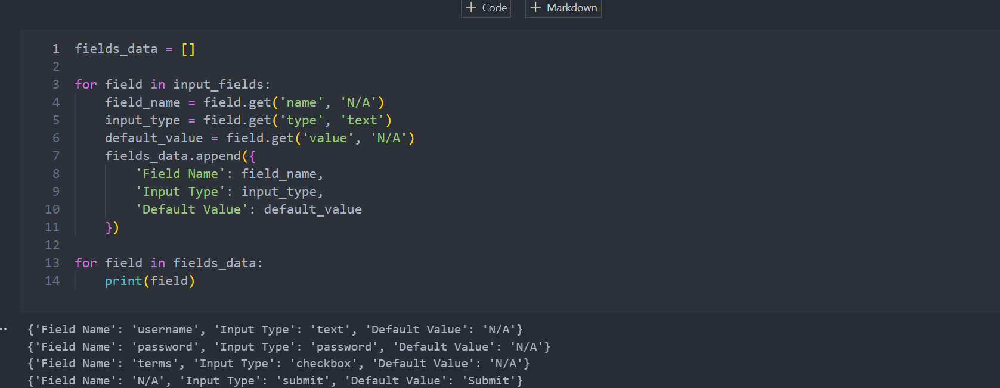 + Code + Markdown
1 fields_data = []
2
3 for field in input_fields:
4     field_name = field.get('name', 'N/A')
5     input_type = field.get('type', 'text')
6     default_value = field.get('value', 'N/A')
7     fields_data.append({
8         'Field Name': field_name,
9         'Input Type': input_type,
10         'Default Value': default_value
11     })
12
13 for field in fields_data:
14     print(field)
{'Field Name': 'username', 'Input Type': 'text', 'Default Value': 'N/A'}
{'Field Name': 'password', 'Input Type': 'password', 'Default Value': 'N/A'}
{'Field Name': 'terms', 'Input Type': 'checkbox', 'Default Value': 'N/A'}
{'Field Name': 'N/A', 'Input Type': 'submit', 'Default Value': 'Submit'}